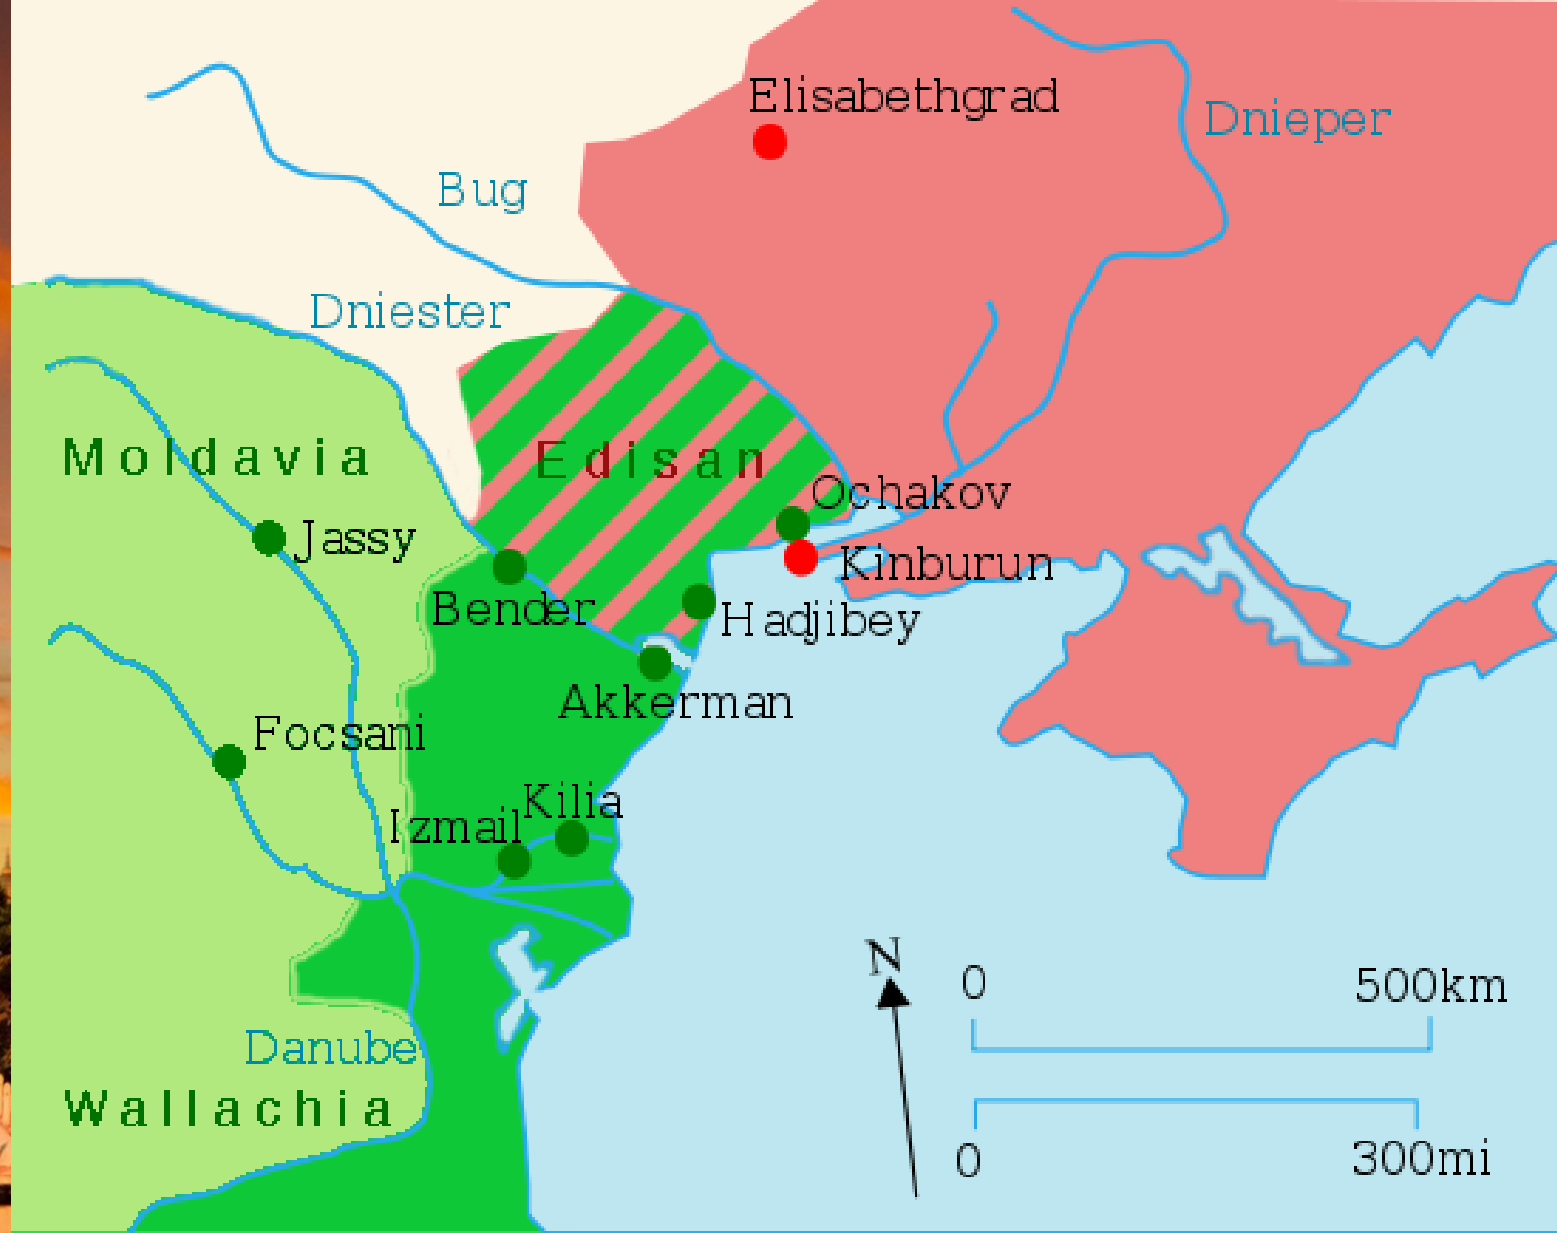 Elisabethgrad
Dnieper
Bug
Dniester
Moldavia
Edisan
Ochakov
Jassy
Kinburun
Bender
Hadjibey
Akkerman
Focsani
Kilia
Izmail
N
0
500km
Danube
Wallachia
0
300mi